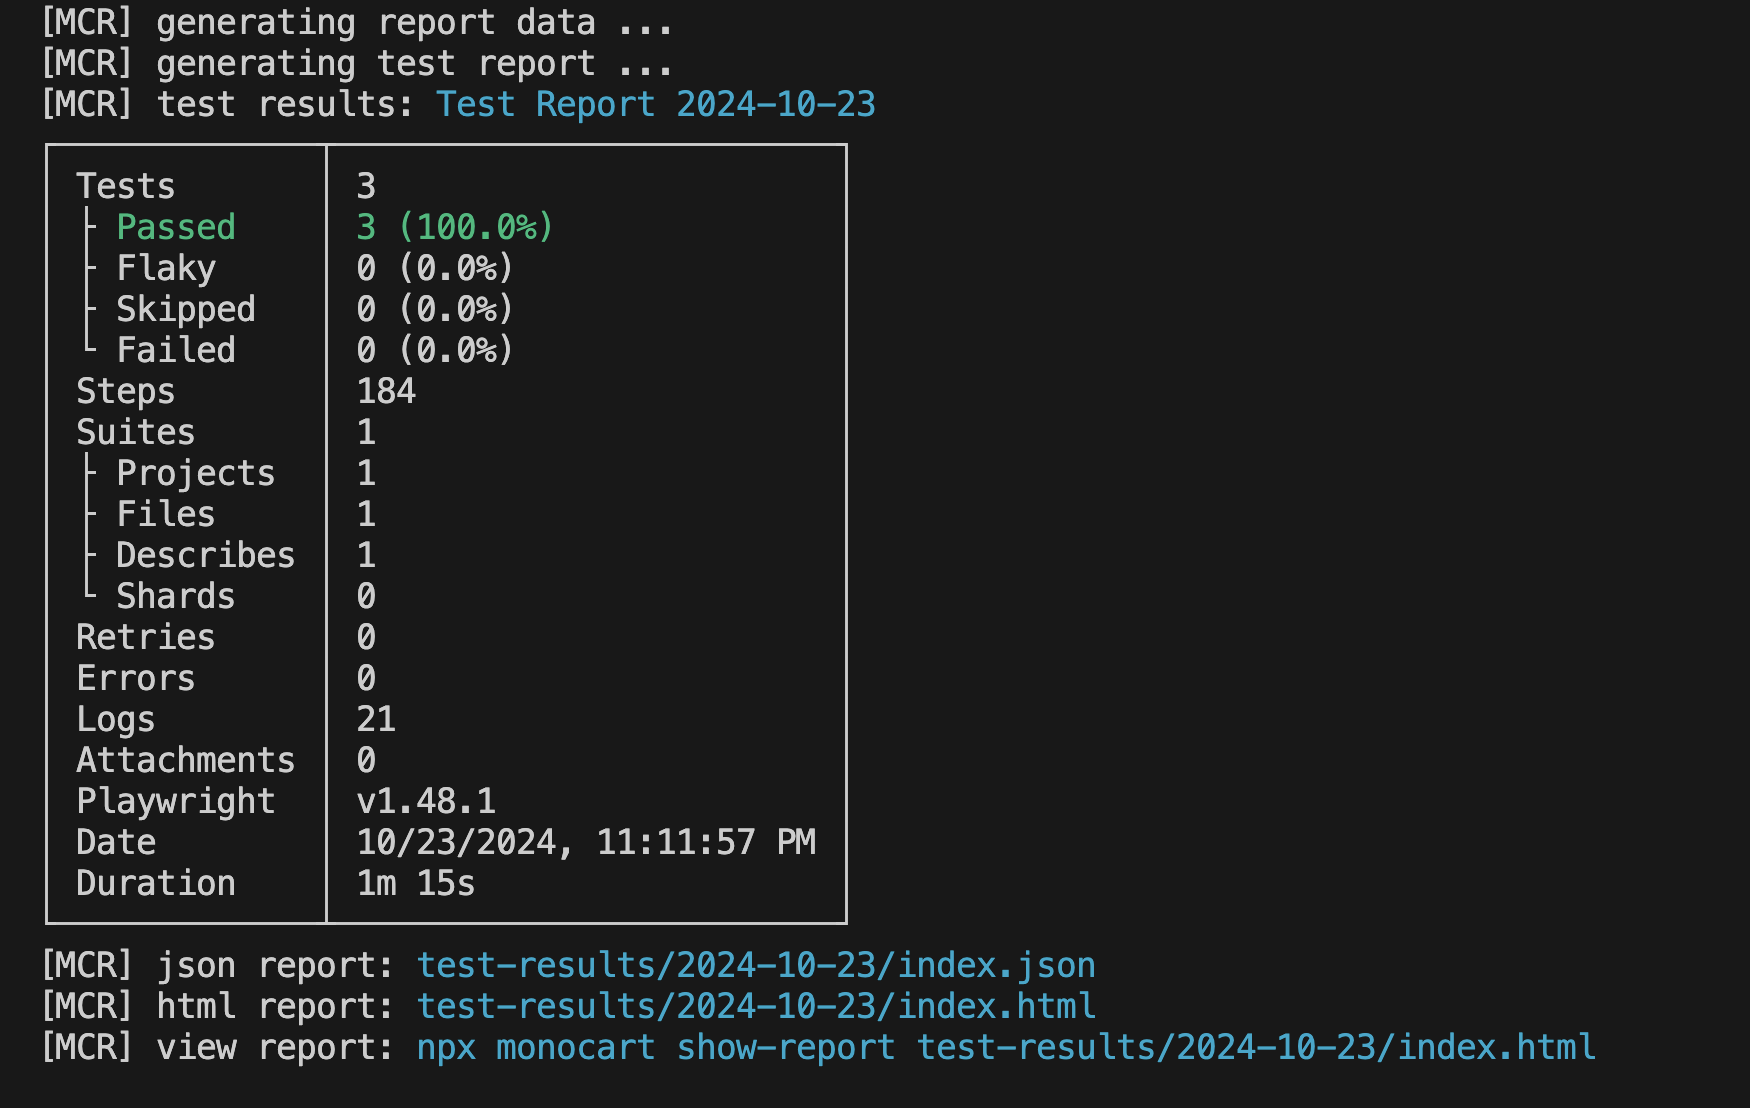 [MCR] generating report data ...
[MCR] generating test report ...
[MCR] test results: Test Report 2024-10-23
Tests 3
├ Passed 3 (100.0%)
├ Flaky 0 (0.0%)
├ Skipped 0 (0.0%)
└ Failed 0 (0.0%)
Steps 184
Suites 1
├ Projects 1
├ Files 1
├ Describes 1
└ Shards 0
Retries 0
Errors 0
Logs 21
Attachments 0
Playwright v1.48.1
Date 10/23/2024, 11:11:57 PM
Duration 1m 15s
[MCR] json report: test-results/2024-10-23/index.json
[MCR] html report: test-results/2024-10-23/index.html
[MCR] view report: npx monocart show-report test-results/2024-10-23/index.html